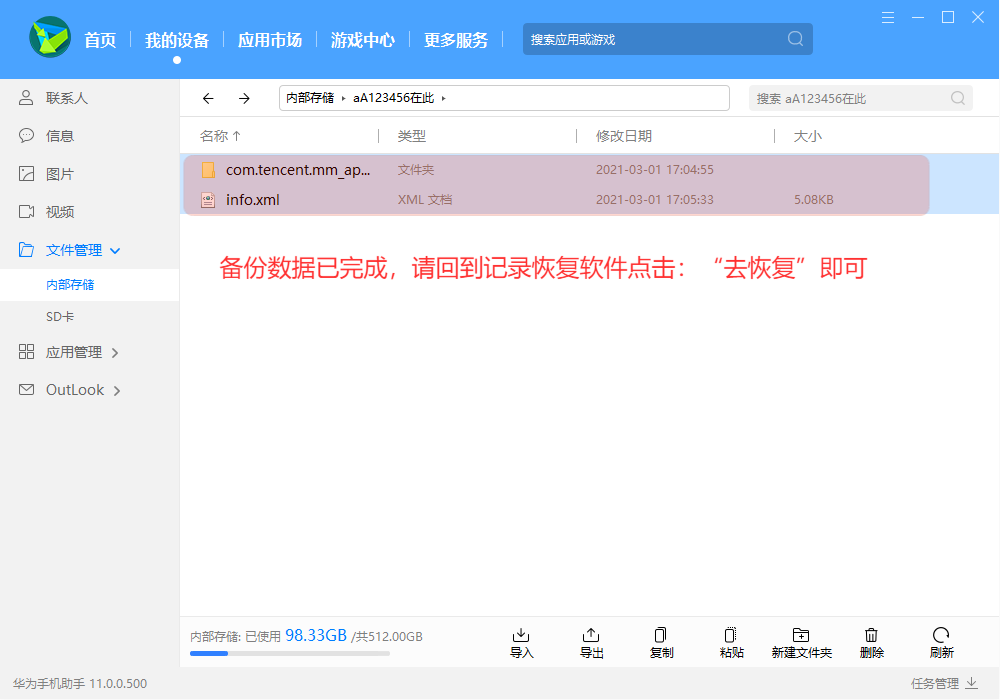 首页 我的设备 应用市场 游戏中心 更多服务 搜索应用或游戏
联系人
信息
图片
视频
文件管理
内部存储
SD卡
应用管理
OutLook
内部存储 aA123456在此 搜索 aA123456在此
名称 类型 修改日期 大小
com.tencent.mm_ap... 文件夹 2021-03-01 17:04:55
info.xml XML 文档 2021-03-01 17:05:33 5.08KB
备份数据已完成，请回到记录恢复软件点击：“去恢复”即可
内部存储: 已使用 98.33GB /共512.00GB
导入 导出 复制 粘贴 新建文件夹 删除 刷新
华为手机助手 11.0.0.500 任务管理